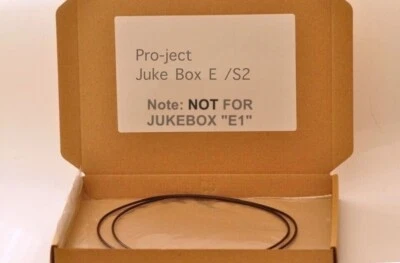 Pro-ject
Juke Box E /S2
Note: NOT FOR
JUKEBOX "E1"